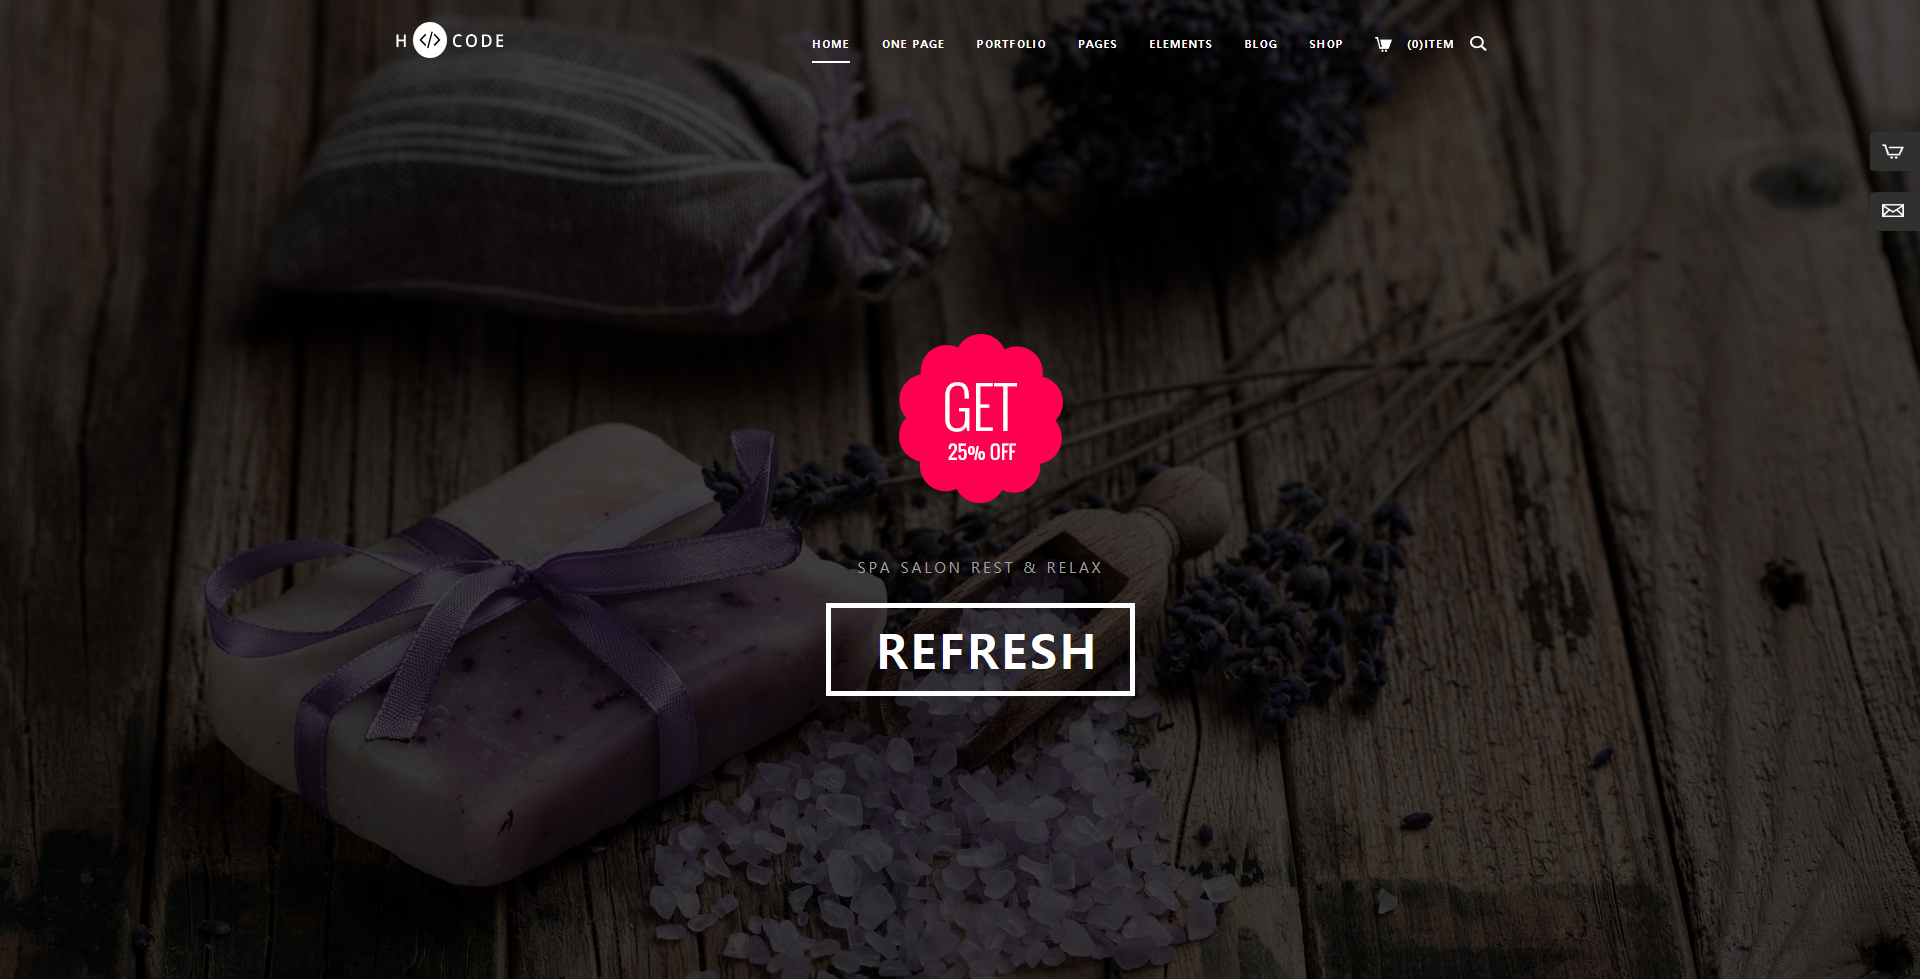 H </> CODE
HOME ONE PAGE PORTFOLIO PAGES ELEMENTS BLOG SHOP (0)ITEM
GET
25% OFF
SPA SALON REST & RELAX
REFRESH